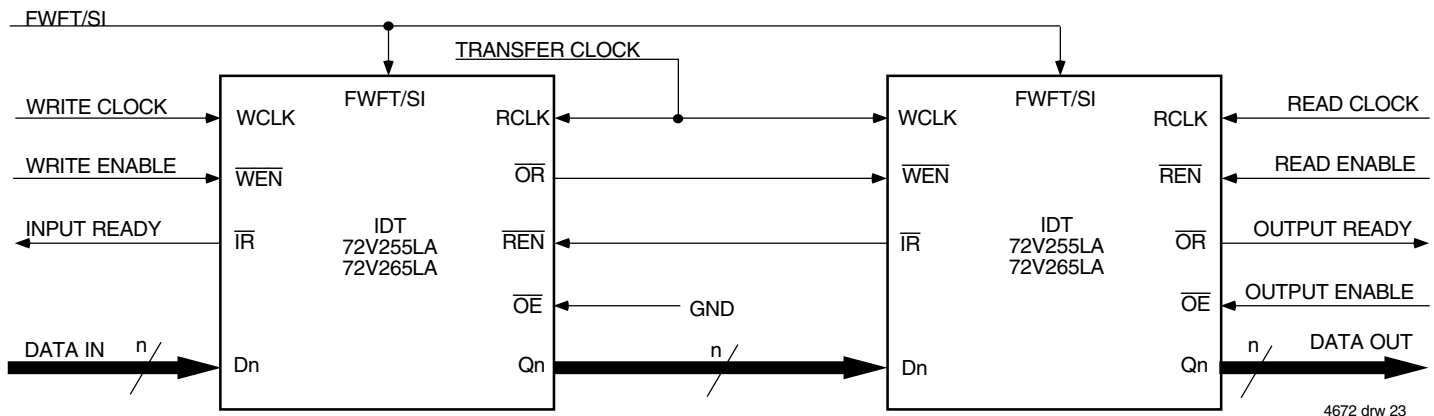 FWFT/SI
TRANSFER CLOCK
FWFT/SI
FWFT/SI
WRITE CLOCK
WCLK
RCLK
WCLK
RCLK
READ CLOCK
WRITE ENABLE
WEN
OR
WEN
REN
READ ENABLE
INPUT READY
IR
IDT
72V255LA
72V265LA
REN
IR
IDT
72V255LA
72V265LA
OR
OUTPUT READY
OE
GND
OE
OUTPUT ENABLE
DATA IN
n
Dn
Qn
n
Dn
Qn
n
DATA OUT
4672 drw 23